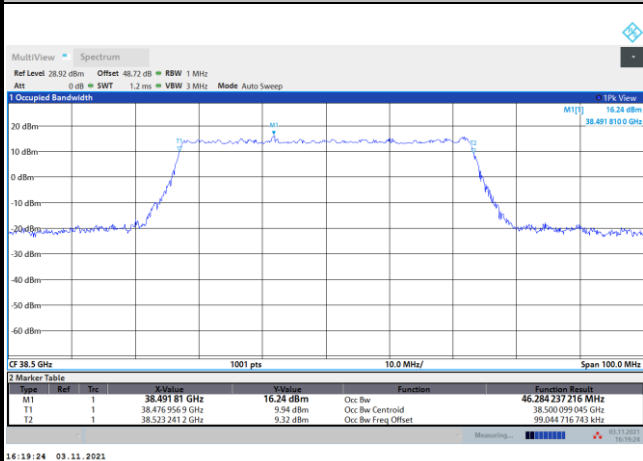 MultiView Spectrum
Ref Level 28.92 dBm Offset 48.72 dB RBW 1 MHz
Att 0 dB SWT 1.2 ms VBW 3 MHz Mode Auto Sweep
1 Occupied Bandwidth 1Pk View
M1[1] 16.24 dBm
38.491 810 0 GHz
M1
20 dBm
T1 T2
10 dBm
0 dBm
-10 dBm
-20 dBm
-30 dBm
-40 dBm
-50 dBm
-60 dBm
CF 38.5 GHz 1001 pts 10.0 MHz/ Span 100.0 MHz
2 Marker Table
Type Ref Trc X-Value Y-Value Function Function Result
M1 1 38.491 81 GHz 16.24 dBm Occ Bw 46.284 237 216 MHz
T1 1 38.476 956 9 GHz 9.94 dBm Occ Bw Centroid 38.500 099 045 GHz
T2 1 38.523 241 2 GHz 9.32 dBm Occ Bw Freq Offset 99.044 716 743 kHz
Measuring... 03.11.2021
16:19:24
16:19:24 03.11.2021